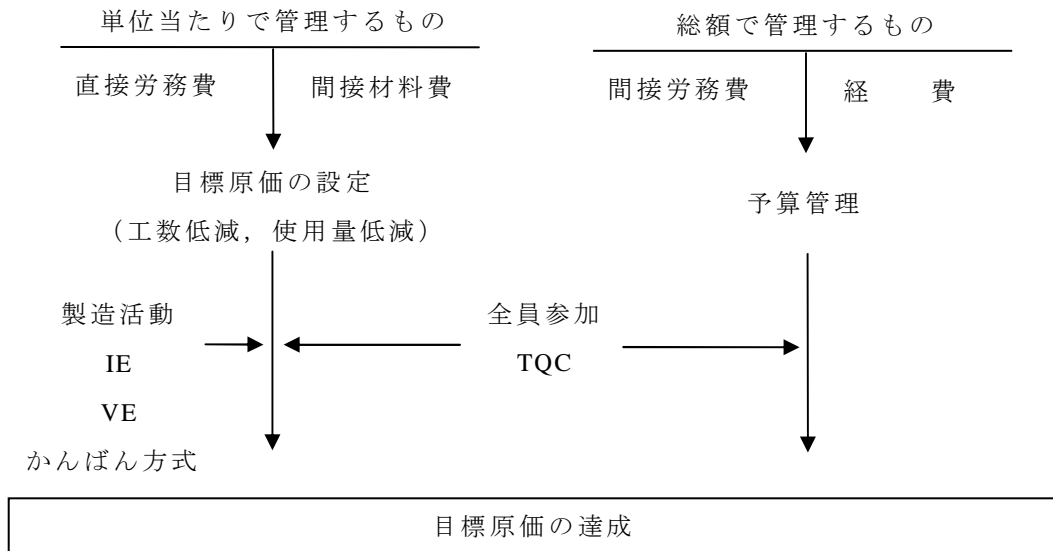 単位当たりで管理するもの
総額で管理するもの
直接労務費 間接材料費
間接労務費 経 費
目標原価の設定
(工数低減,使用量低減)
予算管理
製造活動
IE
VE
かんばん方式
全員参加
TQC
目標原価の達成